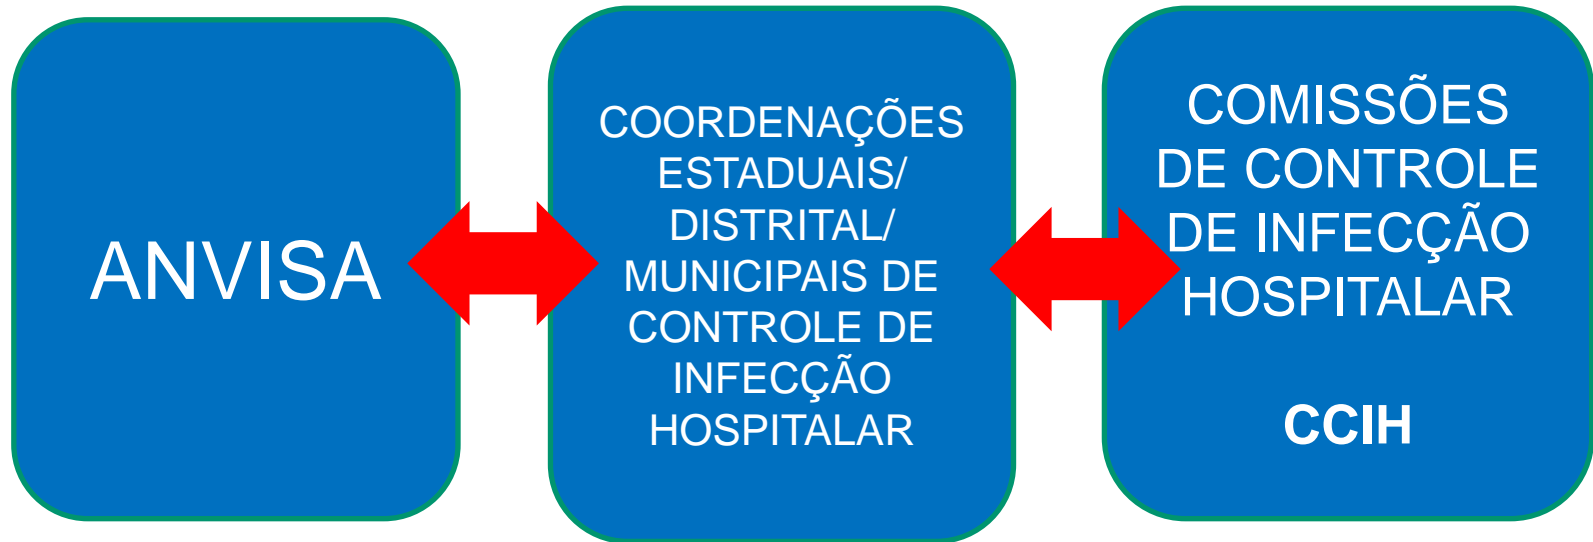 ANVISA
COORDENAÇÕES
ESTADUAIS/
DISTRITAL/
MUNICIPAIS DE
CONTROLE DE
INFECÇÃO
HOSPITALAR
COMISSÕES
DE CONTROLE
DE INFECÇÃO
HOSPITALAR
CCIH